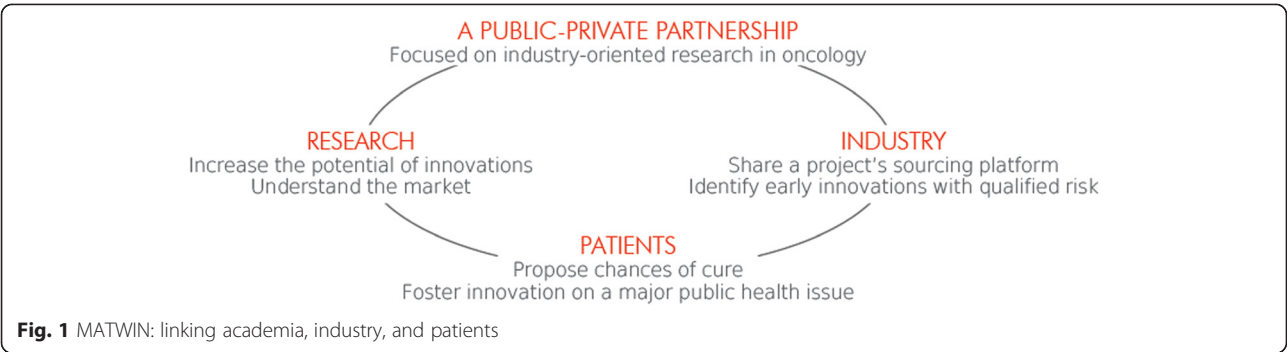 A PUBLIC-PRIVATE PARTNERSHIP
Focused on industry-oriented research in oncology
RESEARCH
Increase the potential of innovations
Understand the market
INDUSTRY
Share a project's sourcing platform
Identify early innovations with qualified risk
PATIENTS
Propose chances of cure
Foster innovation on a major public health issue
Fig. 1 MATWIN: linking academia, industry, and patients